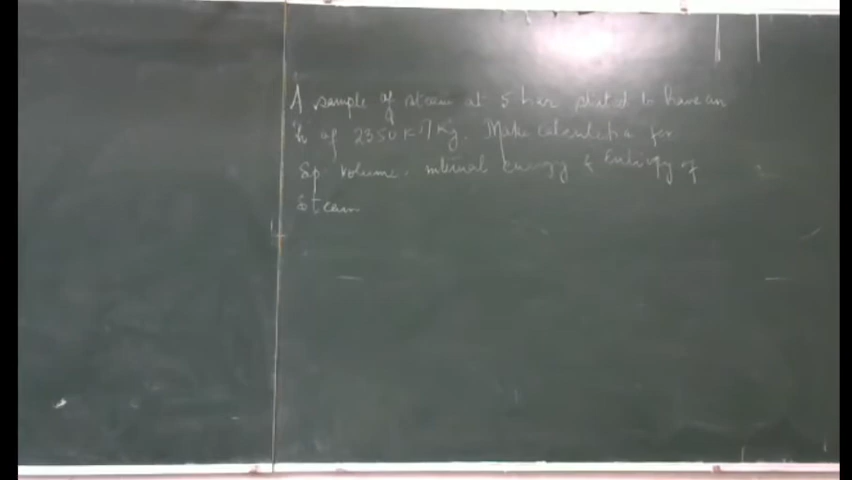 A sample of steam at 5 bar stated to have an
'h' of 2350 KJ/Kg. Make calculation for
Sp. volume, internal energy & Entropy of
Steam